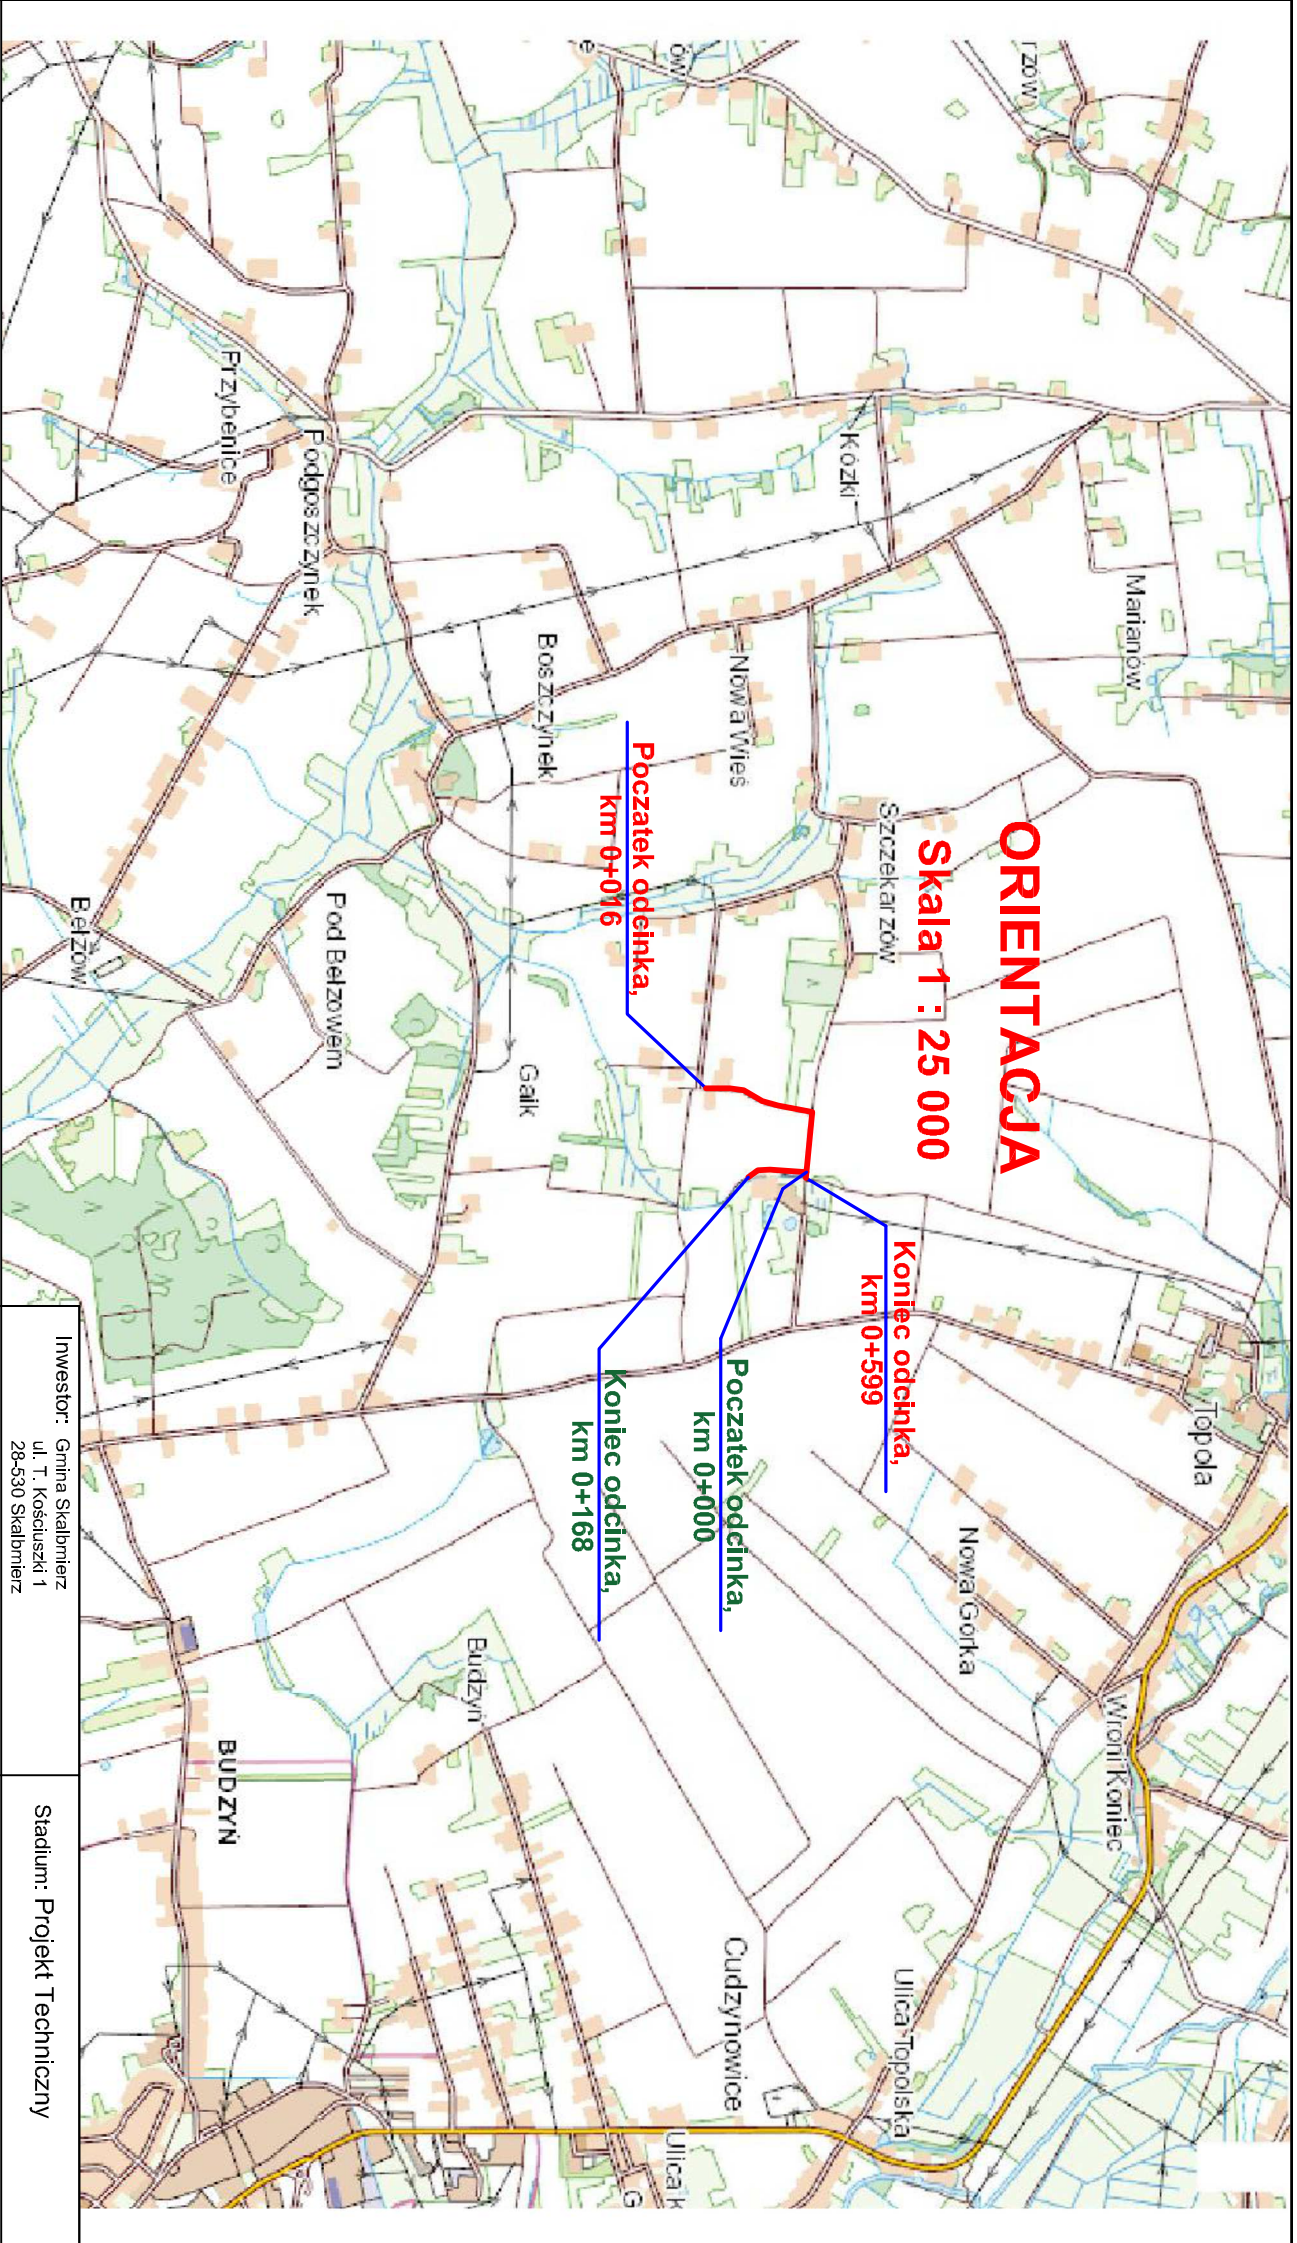 ORIENTACJA
Skala 1 : 25 000
Początek odcinka,
km 0+016
Koniec odcinka,
km 0+599
Początek odcinka,
km 0+000
Koniec odcinka,
km 0+168
rzów
ów
e
Marianów
Kózki
Nowa Wieś
Szczekarzów
Boszczynek
Przybenice
Podgoszczynek
Bełzów
Pod Bełzowem
Gaik
Topola
Nowa Górka
Wroni Koniec
Budzyń
BUDZYŃ
Cudzynowice
Ulica Topolska
Ulica K
G
Inwestor: Gmina Skalbmierz
ul. T. Kościuszki 1
28-530 Skalbmierz
Stadium: Projekt Techniczny